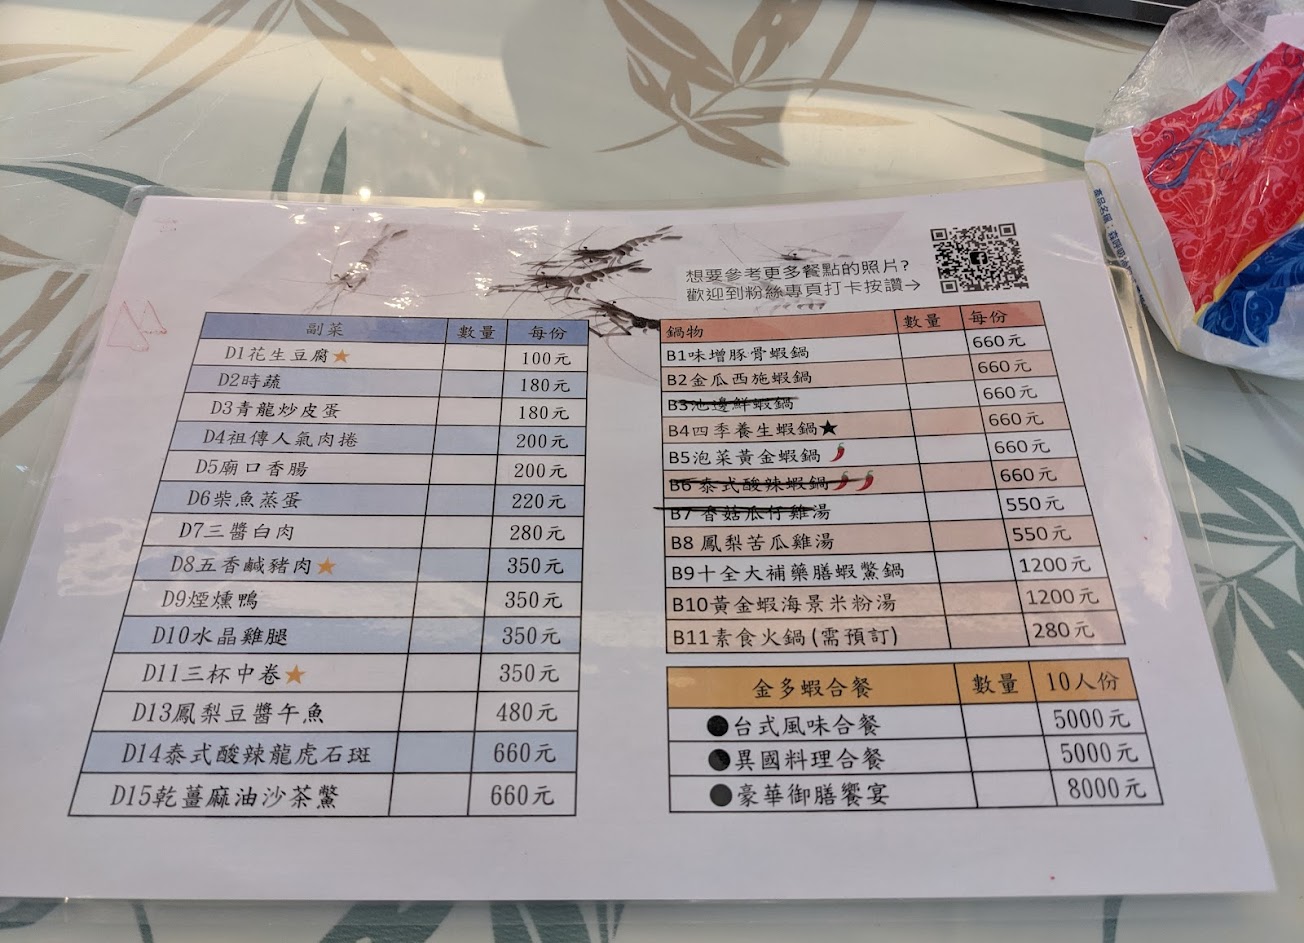 想要參考更多餐點的照片?
歡迎到粉絲專頁打卡按讚→
副菜 數量 每份
D1花生豆腐★ 100元
D2時蔬 180元
D3青龍炒皮蛋 180元
D4祖傳人氣肉捲 200元
D5廟口香腸 200元
D6柴魚蒸蛋 220元
D7三醬白肉 280元
D8五香鹹豬肉★ 350元
D9煙燻鴨 350元
D10水晶雞腿 350元
D11三杯中卷★ 350元
D13鳳梨豆醬午魚 480元
D14泰式酸辣龍虎石斑 660元
D15乾薑麻油沙茶鱉 660元
鍋物 數量 每份
B1味增豚骨蝦鍋 660元
B2金瓜西施蝦鍋 660元
B3池邊鮮蝦鍋 660元
B4四季養生蝦鍋★ 660元
B5泡菜黃金蝦鍋 660元
B6 泰式酸辣蝦鍋 660元
B7 香菇瓜仔雞湯 550元
B8 鳳梨苦瓜雞湯 550元
B9十全大補藥膳蝦鱉鍋 1200元
B10黃金蝦海景米粉湯 1200元
B11素食火鍋(需預訂) 280元
金多蝦合餐 數量 10人份
●台式風味合餐 5000元
●異國料理合餐 5000元
●豪華御膳饗宴 8000元